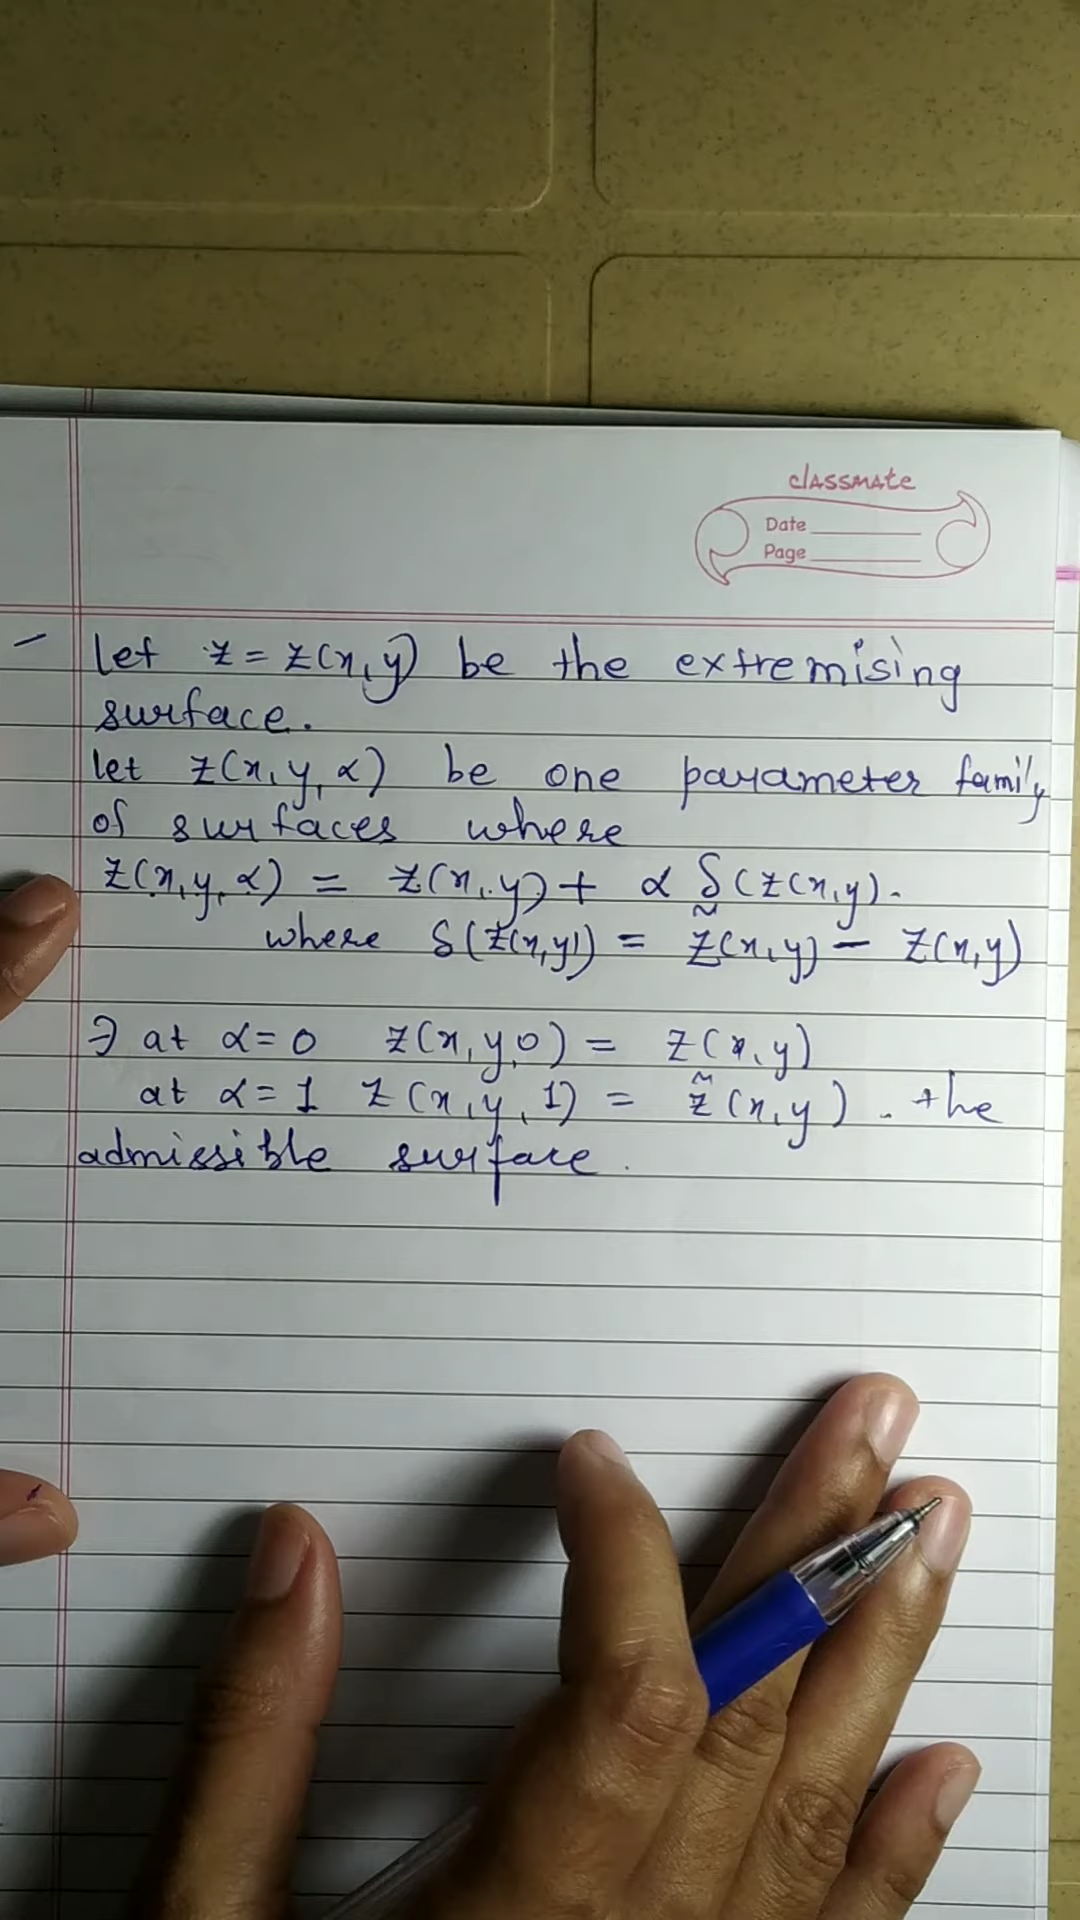 classmate
Date
Page
- let z = z(x,y) be the extremising
surface.
let z(x,y,α) be one parameter family
of surfaces where
z(x,y,α) = z(x,y) + α δ(z(x,y).
where δ(z(x,y)) = z̃(x,y) - z(x,y)
⇒ at α=0 z(x,y,0) = z(x,y)
at α=1 z(x,y,1) = z̃(x,y). the
admissible surface.